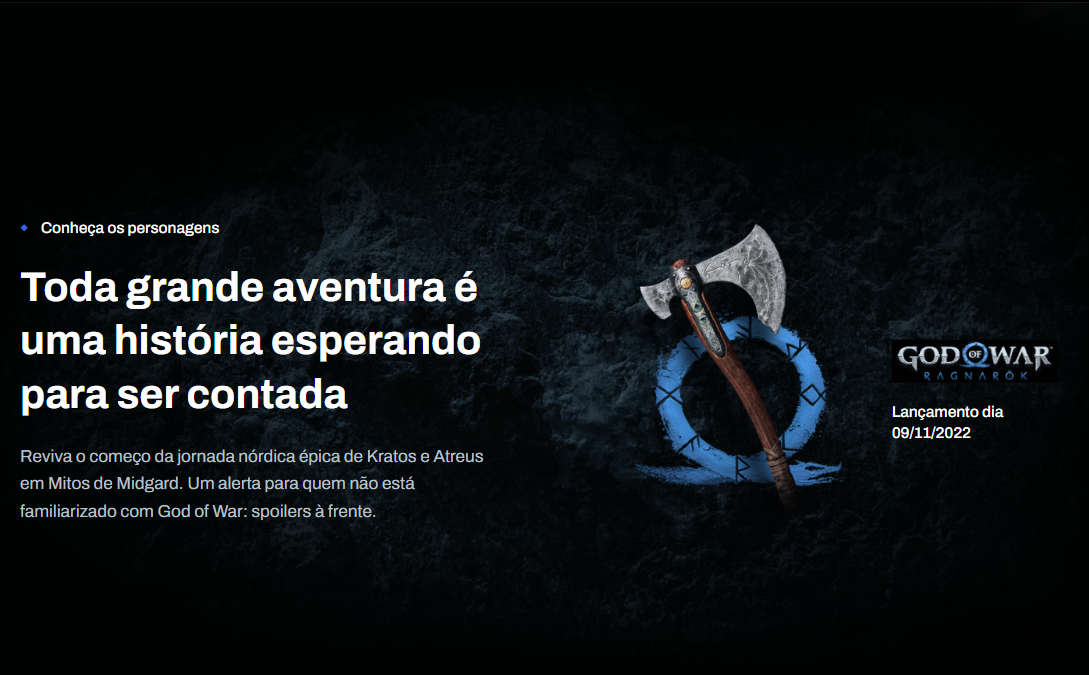 Conheça os personagens
Toda grande aventura é
uma história esperando
para ser contada
Reviva o começo da jornada nórdica épica de Kratos e Atreus
em Mitos de Midgard. Um alerta para quem não está
familiarizado com God of War: spoilers à frente.
GOD OF WAR
RAGNARÖK
Lançamento dia
09/11/2022